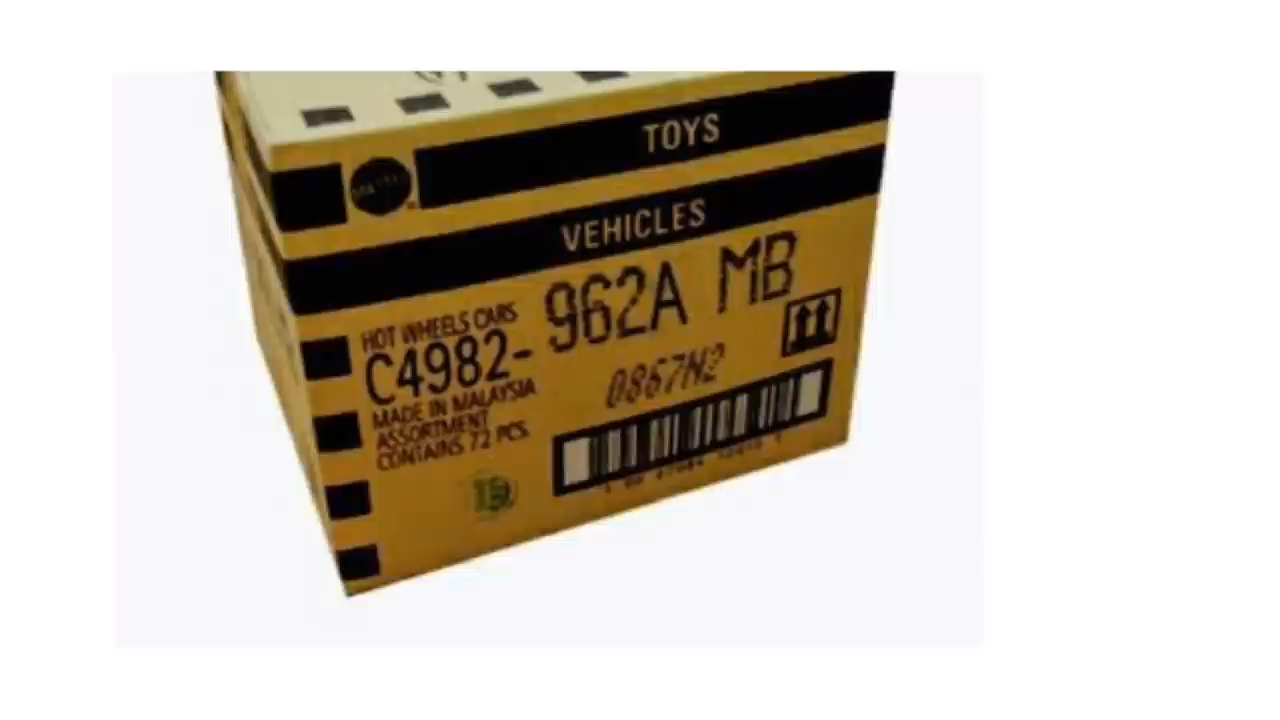 TOYS
VEHICLES
HOT WHEELS CARS
C4982-962A MB
0867N2
MADE IN MALAYSIA
ASSORTMENT
CONTAINS 72 PCS.